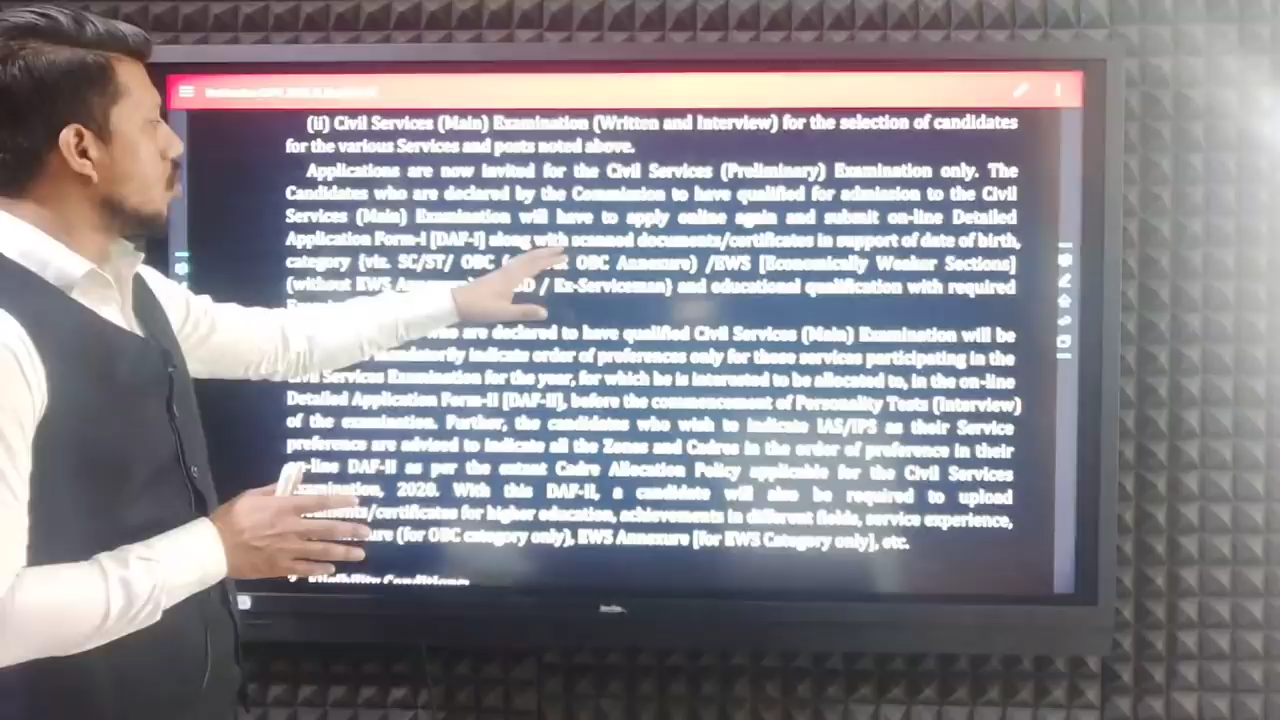 (ii) Civil Services (Main) Examination (Written and Interview) for the selection of candidates
for the various Services and posts noted above.
Applications are now invited for the Civil Services (Preliminary) Examination only. The
Candidates who are declared by the Commission to have qualified for admission to the Civil
Services (Main) Examination will have to apply online again and submit on-line Detailed
Application Form-I [DAF-I] along with scanned documents/certificates in support of date of birth,
category {viz. SC/ST/ OBC OBC Annexure) /EWS [Economically Weaker Sections]
(without EWS / Ex-Serviceman} and educational qualification with required
are declared to have qualified Civil Services (Main) Examination will be
indicate order of preferences only for those services participating in the
Civil Services Examination for the year, for which he is interested to be allocated to, in the on-line
Detailed Application Form-II [DAF-II], before the commencement of Personality Tests (Interview)
of the examination. Further, the candidates who wish to indicate IAS/IPS as their Service
preference are advised to indicate all the Zones and Cadres in the order of preference in their
on-line DAF-II as per the extant Cadre Allocation Policy applicable for the Civil Services
2020. With this DAF-II, a candidate will also be required to upload
for higher education, achievements in different fields, service experience,
(for OBC category only), EWS Annexure [for EWS Category only], etc.